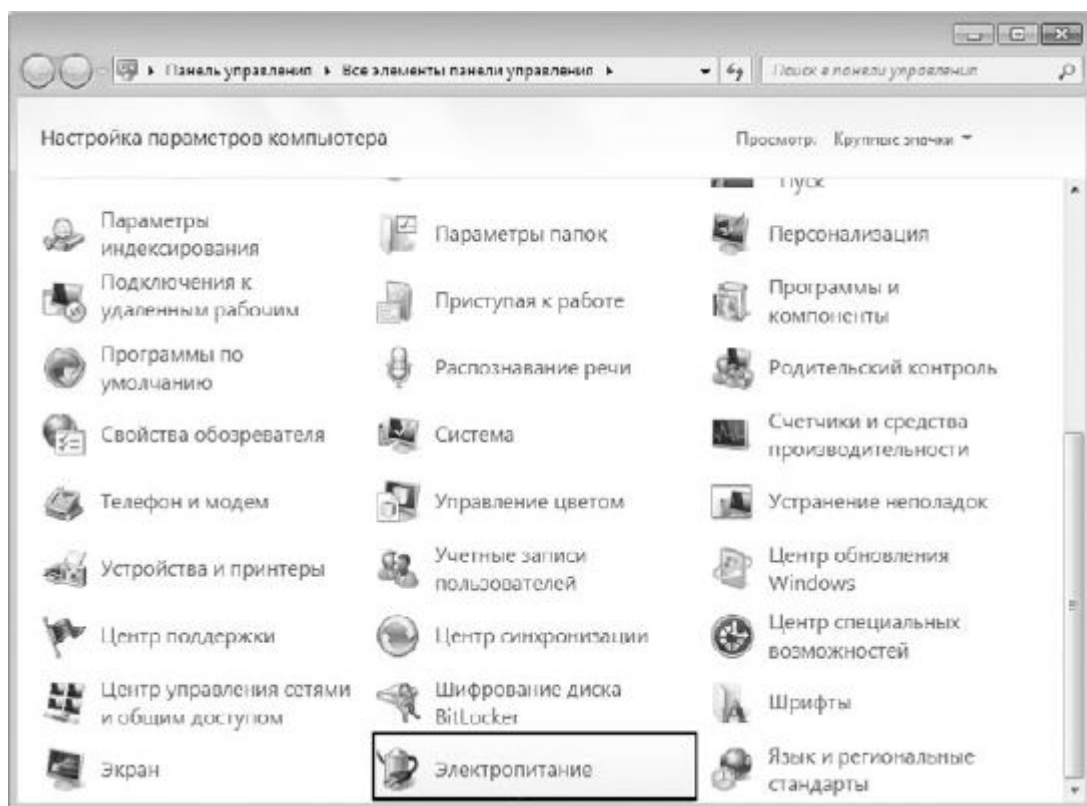 Панель управления ▸ Все элементы панели управления ▸
Поиск в панели управления
Настройка параметров компьютера
Просмотр: Крупные значки
Пуск
Параметры
индексирования
Параметры папок
Персонализация
Подключения к
удаленным рабочим
Приступая к работе
Программы и
компоненты
Программы по
умолчанию
Распознавание речи
Родительский контроль
Свойства обозревателя
Система
Счетчики и средства
производительности
Телефон и модем
Управление цветом
Устранение неполадок
Устройства и принтеры
Учетные записи
пользователей
Центр обновления
Windows
Центр поддержки
Центр синхронизации
Центр специальных
возможностей
Центр управления сетями
и общим доступом
Шифрование диска
BitLocker
Шрифты
Экран
Электропитание
Язык и региональные
стандарты